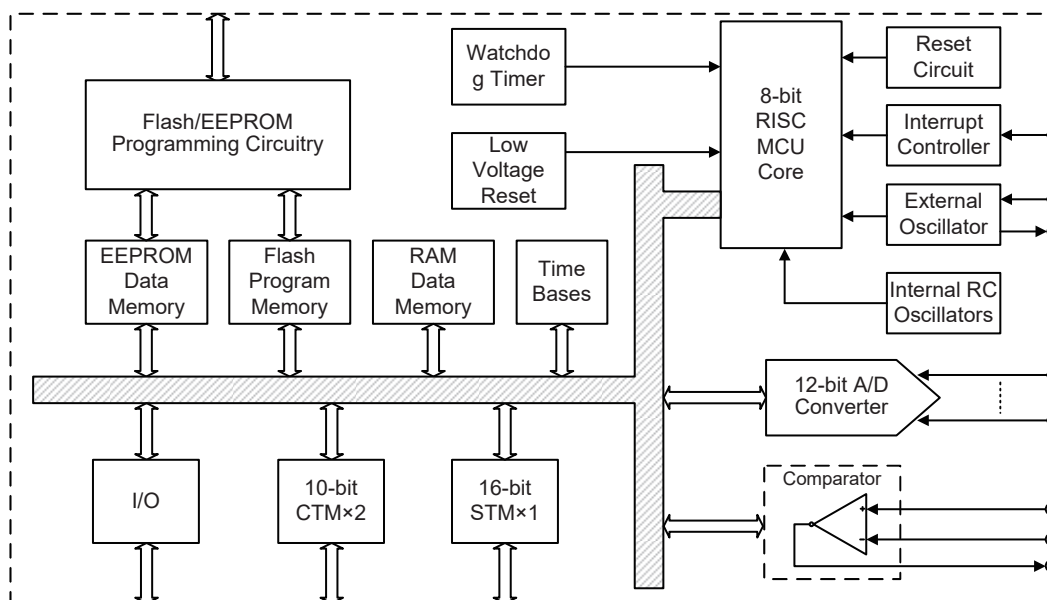 Watchdo
g Timer
Reset
Circuit
8-bit
RISC
MCU
Core
Flash/EEPROM
Programming Circuitry
Low
Voltage
Reset
Interrupt
Controller
External
Oscillator
EEPROM
Data
Memory
Flash
Program
Memory
RAM
Data
Memory
Time
Bases
Internal RC
Oscillators
12-bit A/D
Converter
I/O
10-bit
CTM×2
16-bit
STM×1
Comparator
+
−